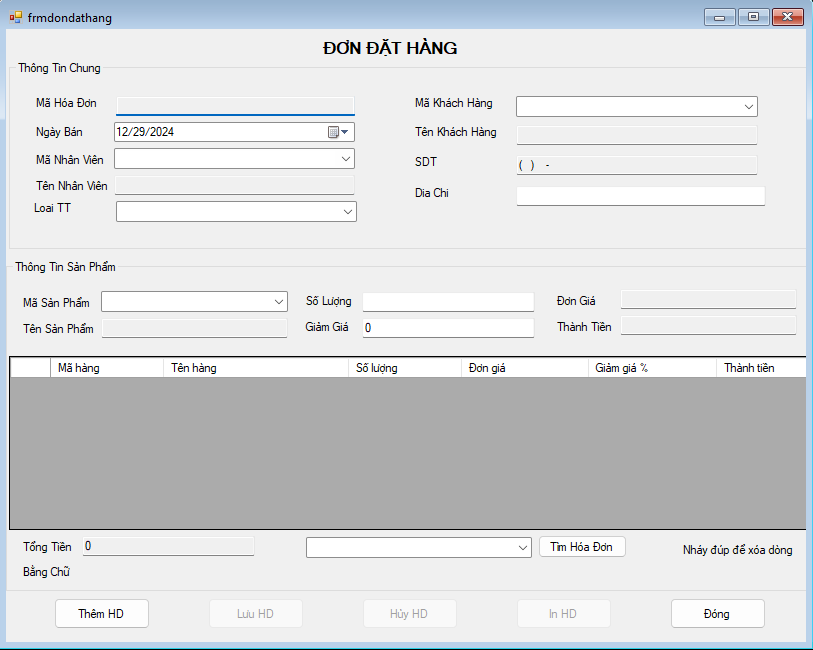 frmdondathang
ĐƠN ĐẶT HÀNG
Thông Tin Chung
Mã Hóa Đơn
Mã Khách Hàng
Ngày Bán 12/29/2024
Tên Khách Hàng
Mã Nhân Viên
SDT ( ) -
Tên Nhân Viên
Dia Chi
Loai TT
Thông Tin Sản Phẩm
Mã Sản Phẩm Số Lượng Đơn Giá
Tên Sản Phẩm Giảm Giá 0 Thành Tiền
Mã hàng Tên hàng Số lượng Đơn giá Giảm giá % Thành tiền
Tổng Tiền 0 Tìm Hóa Đơn Nháy đúp để xóa dòng
Bằng Chữ
Thêm HD Lưu HD Hủy HD In HD Đóng